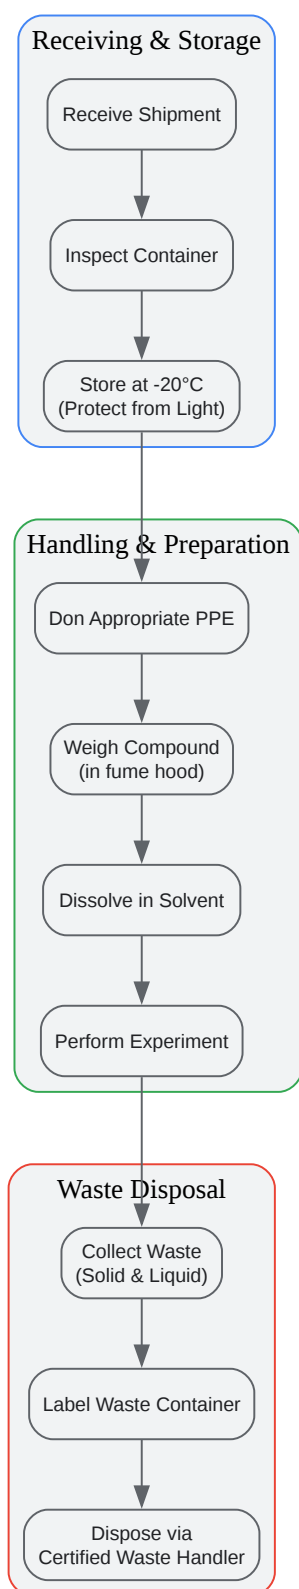 Receiving & Storage
Receive Shipment
Inspect Container
Store at -20°C
(Protect from Light)
Handling & Preparation
Don Appropriate PPE
Weigh Compound
(in fume hood)
Dissolve in Solvent
Perform Experiment
Waste Disposal
Collect Waste
(Solid & Liquid)
Label Waste Container
Dispose via
Certified Waste Handler